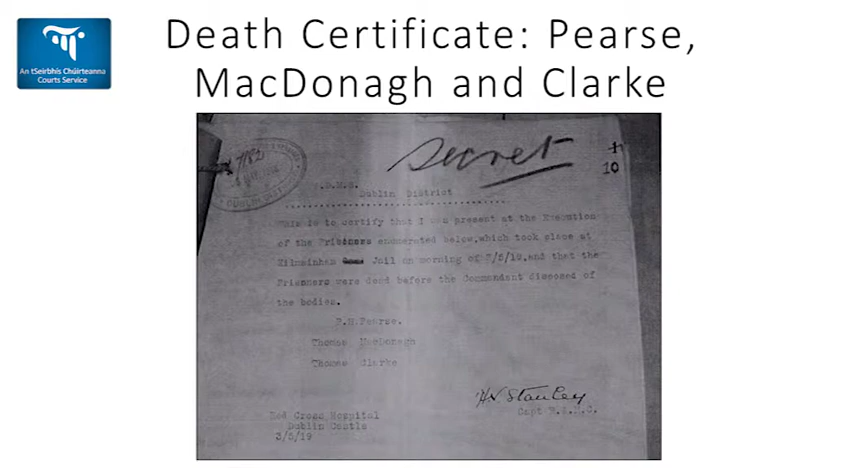 An tSeirbhís Chúirteanna
Courts Service
Death Certificate: Pearse,
MacDonagh and Clarke
Secret
10
Dublin District
This is to certify that I was present at the Execution
of the Prisoners enumerated below, which took place at
Kilmainham Jail on morning of 3/5/19, and that the
Prisoners were dead before the Commandant disposed of
the bodies.
P.H.Pearse.
Thomas MacDonagh
Thomas Clarke
H V Stanley
Capt R.A.M.C.
Red Cross Hospital
Dublin Castle
3/5/19